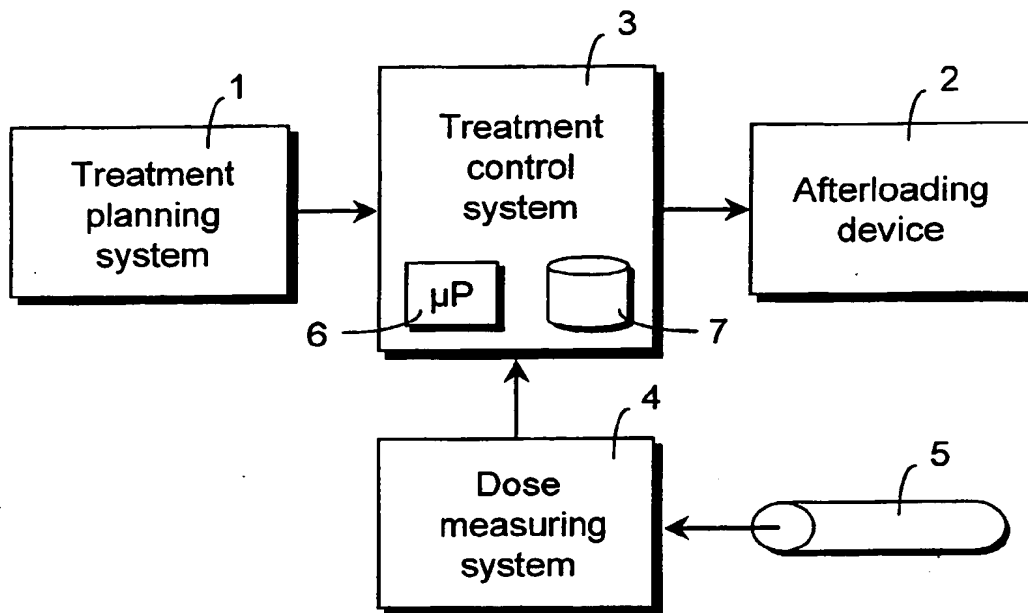 1
Treatment
planning
system
3
Treatment
control
system
µP
6
7
2
Afterloading
device
4
Dose
measuring
system
5